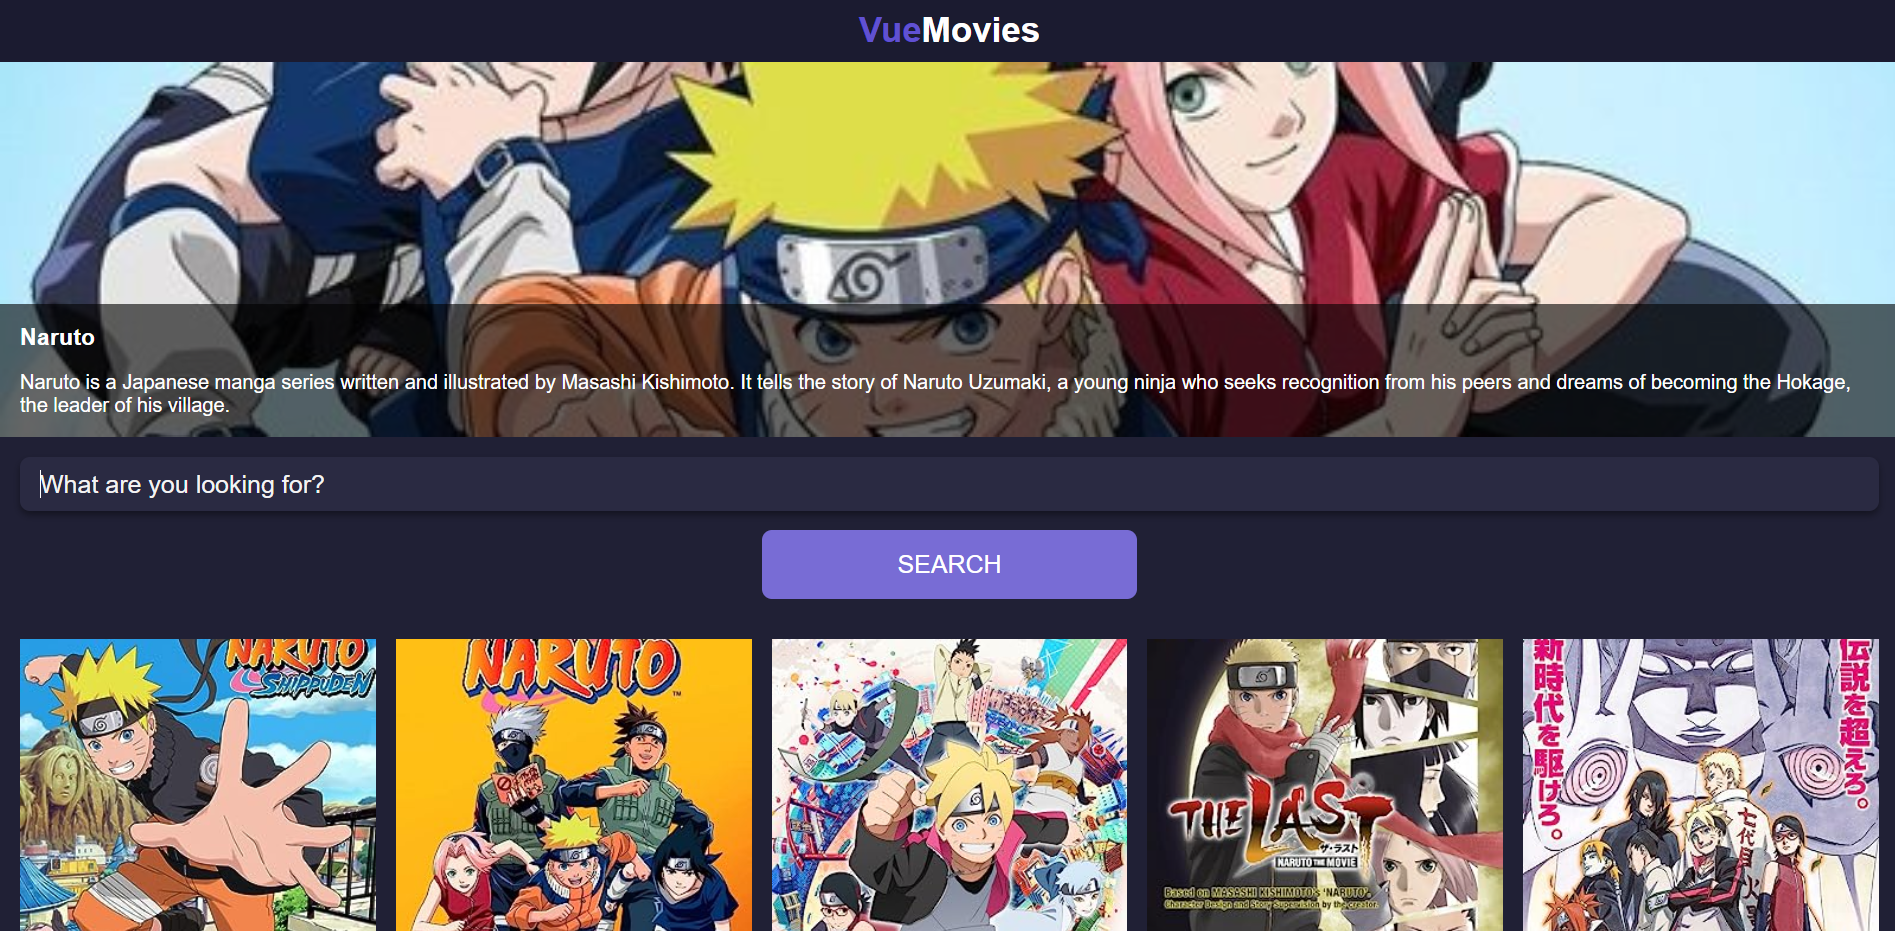 VueMovies
Naruto
Naruto is a Japanese manga series written and illustrated by Masashi Kishimoto. It tells the story of Naruto Uzumaki, a young ninja who seeks recognition from his peers and dreams of becoming the Hokage,
the leader of his village.
What are you looking for?
SEARCH
NARUTO
SHIPPUDEN
NARUTO
™
THE LAST
ザ・ラスト
NARUTO THE MOVIE
Based on MASASHI KISHIMOTO's 'NARUTO'.
Character Design and Story Supervision by the creator.
伝説を超えろ。
新時代を駆けろ。
七代目火